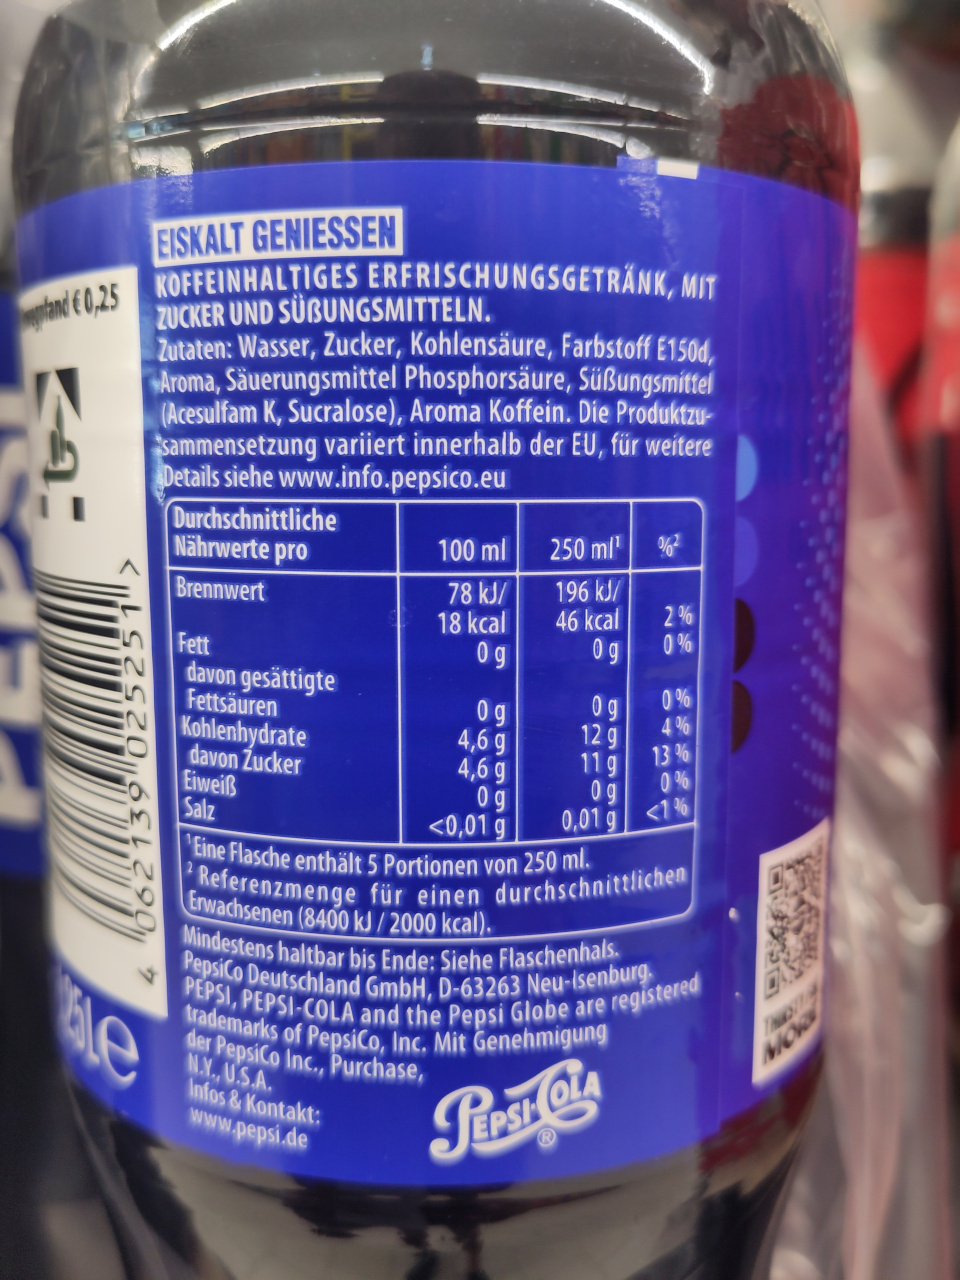 EISKALT GENIESSEN
KOFFEINHALTIGES ERFRISCHUNGSGETRÄNK, MIT
ZUCKER UND SÜßUNGSMITTELN.
Zutaten: Wasser, Zucker, Kohlensäure, Farbstoff E150d,
Aroma, Säuerungsmittel Phosphorsäure, Süßungsmittel
(Acesulfam K, Sucralose), Aroma Koffein. Die Produktzu-
sammensetzung variiert innerhalb der EU, für weitere
Details siehe www.info.pepsico.eu
Durchschnittliche
Nährwerte pro 100 ml 250 ml¹ %²
Brennwert 78 kJ/ 196 kJ/
18 kcal 46 kcal 2 %
Fett 0 g 0 g 0 %
davon gesättigte
Fettsäuren 0 g 0 g 0 %
Kohlenhydrate 4,6 g 12 g 4 %
davon Zucker 4,6 g 11 g 13 %
Eiweiß 0 g 0 g 0 %
Salz <0,01 g 0,01 g <1 %
¹ Eine Flasche enthält 5 Portionen von 250 ml.
² Referenzmenge für einen durchschnittlichen
Erwachsenen (8400 kJ / 2000 kcal).
Mindestens haltbar bis Ende: Siehe Flaschenhals.
PepsiCo Deutschland GmbH, D-63263 Neu-Isenburg.
PEPSI, PEPSI-COLA and the Pepsi Globe are registered
trademarks of PepsiCo, Inc. Mit Genehmigung
der PepsiCo Inc., Purchase,
N.Y., U.S.A.
Infos & Kontakt:
www.pepsi.de
PEPSI-COLA
®
€ 0,25
4 062139 025251 >
25 L e
PEPSI
MORE